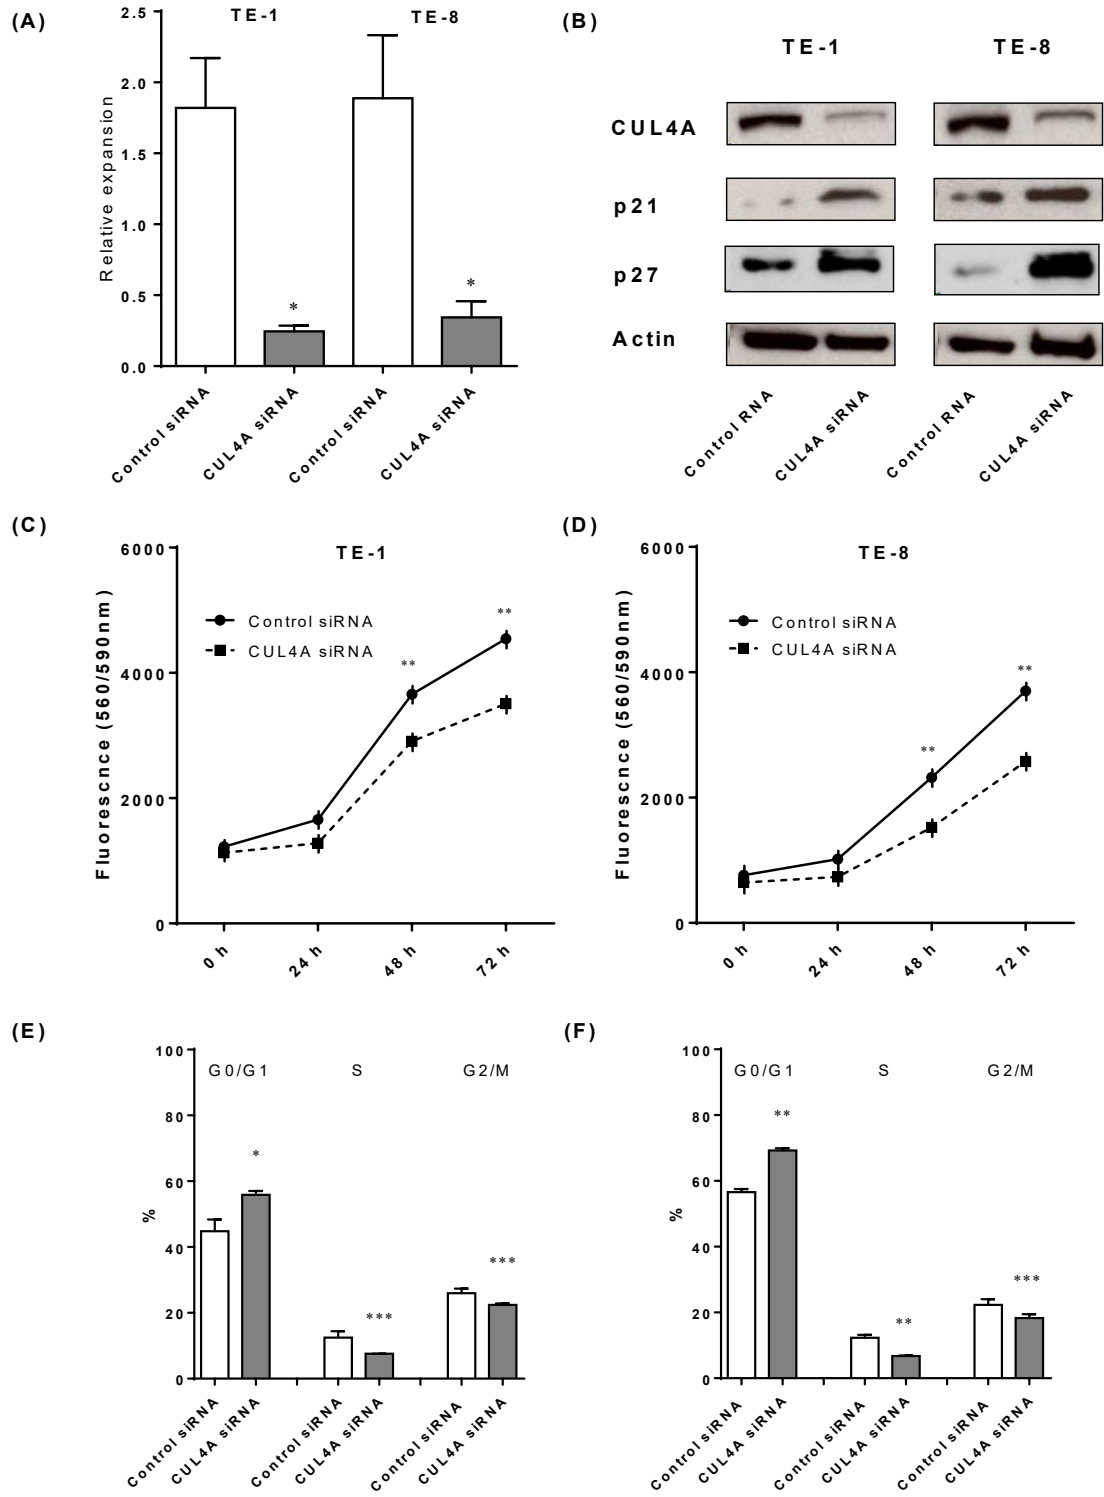 (A)
TE-1 TE-8
Relative expansion
2.5
2.0
1.5
1.0
0.5
0.0
*
*
Control siRNA
CUL4A siRNA
Control siRNA
CUL4A siRNA
(B)
TE-1 TE-8
CUL4A
p21
p27
Actin
Control RNA
CUL4A siRNA
Control RNA
CUL4A siRNA
(C)
TE-1
Fluorescnce (560/590nm)
6000
4000
2000
0
Control siRNA
CUL4A siRNA
**
**
0 h
24 h
48 h
72 h
(D)
TE-8
Fluorescnce (560/590nm)
6000
4000
2000
0
Control siRNA
CUL4A siRNA
**
**
0 h
24 h
48 h
72 h
(E)
%
100
80
60
40
20
0
G0/G1 S G2/M
*
***
***
Control siRNA
CUL4A siRNA
Control siRNA
CUL4A siRNA
Control siRNA
CUL4A siRNA
(F)
%
100
80
60
40
20
0
G0/G1 S G2/M
**
**
***
Control siRNA
CUL4A siRNA
Control siRNA
CUL4A siRNA
Control siRNA
CUL4A siRNA